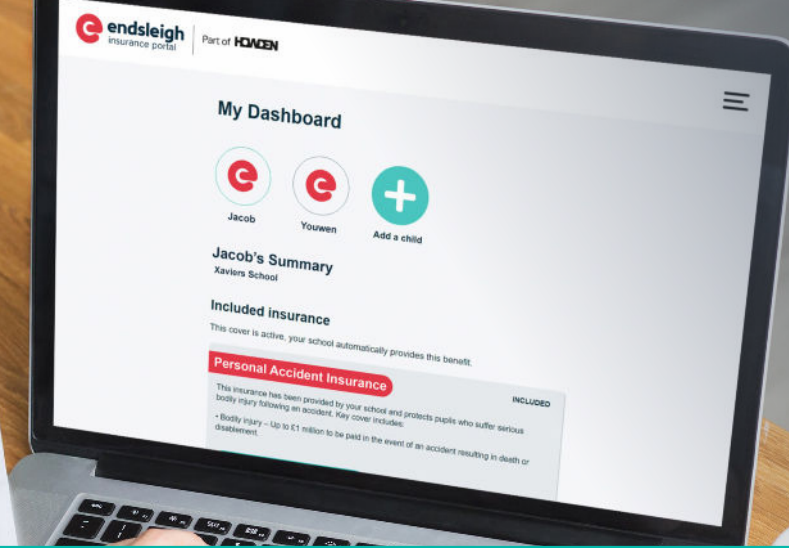 endsleigh
insurance portal
Part of HOWDEN
My Dashboard
Jacob
Youwen
Add a child
Jacob's Summary
Xaviers School
Included insurance
This cover is active, your school automatically provides this benefit.
Personal Accident Insurance
INCLUDED
This insurance has been provided by your school and protects pupils who suffer serious
bodily injury following an accident. Key cover includes:
• Bodily injury – Up to £1 million to be paid in the event of an accident resulting in death or
disablement.
esc